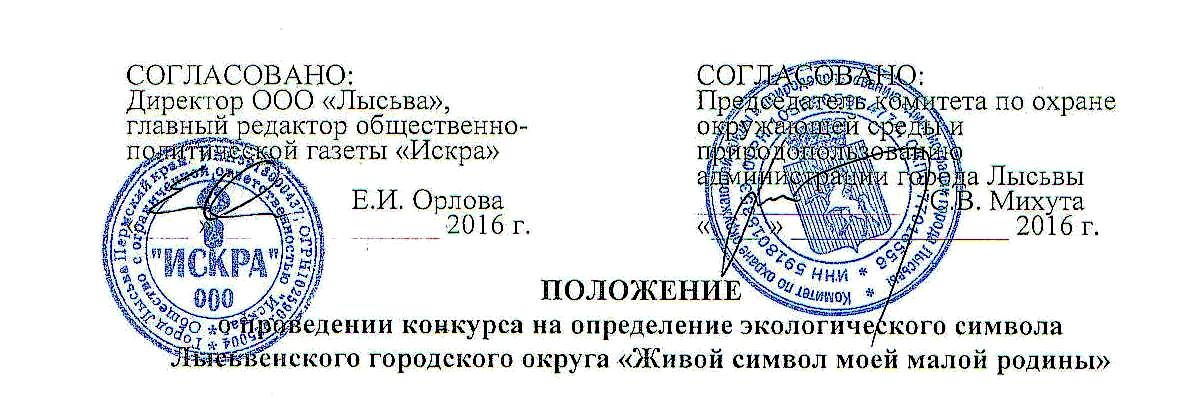 СОГЛАСОВАНО:
Директор ООО «Лысьва»,
главный редактор общественно-
политической газеты «Искра»
Е.И. Орлова
«      »             2016 г.
СОГЛАСОВАНО:
Председатель комитета по охране
окружающей среды и
природопользованию
администрации города Лысьвы
С.В. Михута
«      »             2016 г.
"ИСКРА"
ООО
ПОЛОЖЕНИЕ
о проведении конкурса на определение экологического символа
Лысьвенского городского округа «Живой символ моей малой родины»